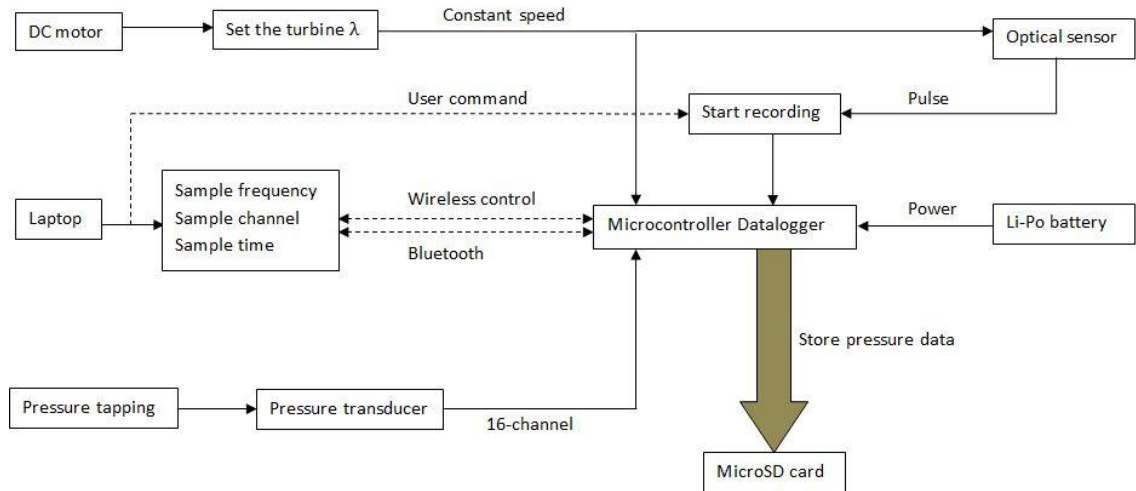 Constant speed
DC motor
Set the turbine λ
Optical sensor
User command
Start recording
Pulse
Sample frequency
Sample channel
Sample time
Laptop
Wireless control
Bluetooth
Microcontroller Datalogger
Power
Li-Po battery
Store pressure data
Pressure tapping
Pressure transducer
16-channel
MicroSD card